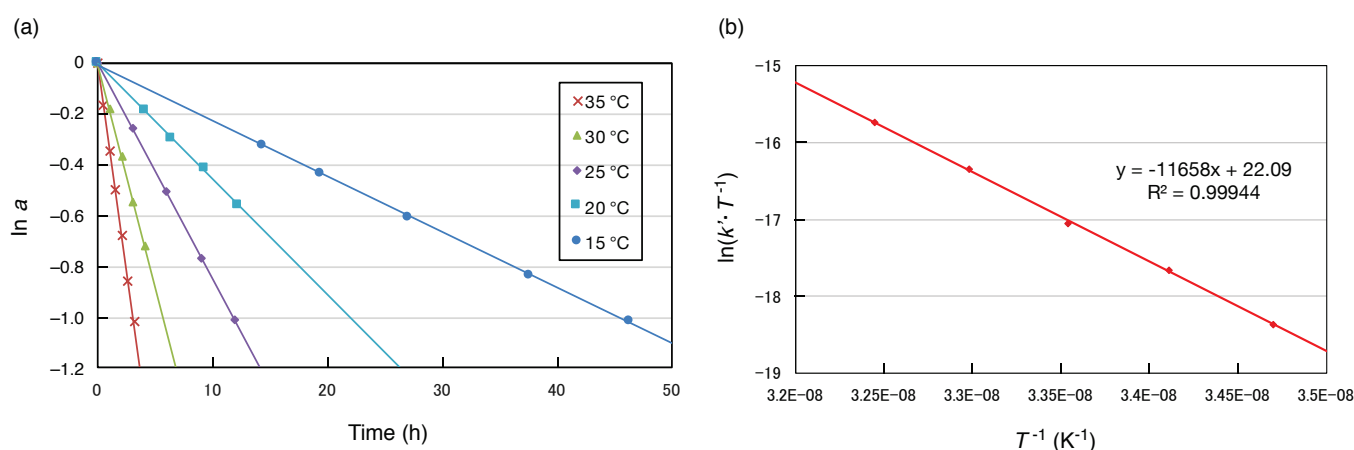 (a)
0
−0.2
−0.4
−0.6
−0.8
−1.0
−1.2
ln a
35 °C
30 °C
25 °C
20 °C
15 °C
0 10 20 30 40 50
Time (h)
(b)
−15
−16
−17
−18
−19
ln(k′· T⁻¹)
y = -11658x + 22.09
R² = 0.99944
3.2E-08 3.25E-08 3.3E-08 3.35E-08 3.4E-08 3.45E-08 3.5E-08
T⁻¹ (K⁻¹)